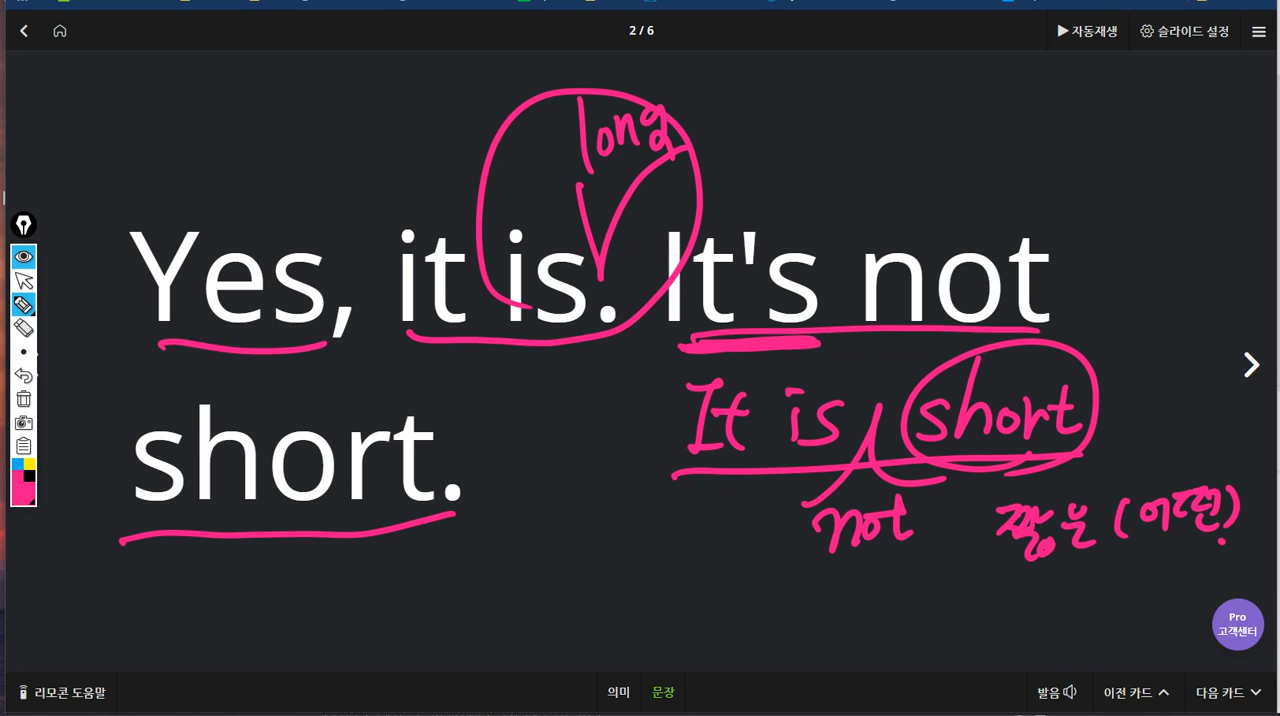 2 / 6
자동재생
슬라이드 설정
long
Yes, it is. It's not
short.
It is short
not
짧은 (어떤)
Pro
고객센터
리모콘 도움말
의미
문장
발음
이전 카드
다음 카드